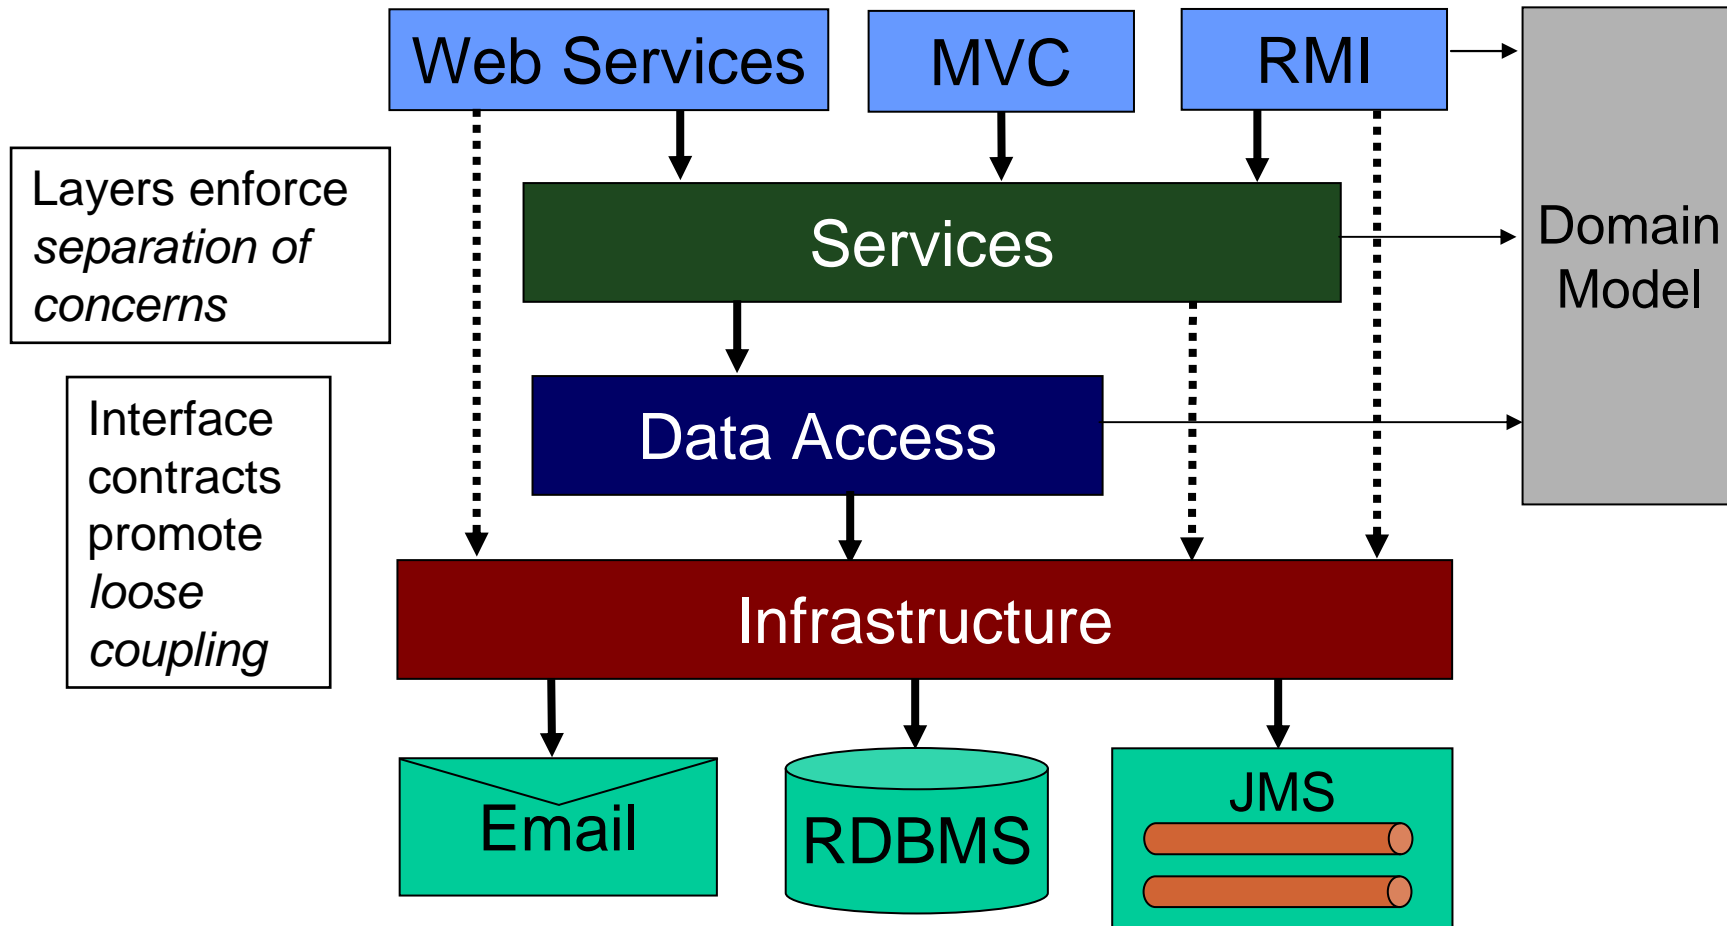 Web Services
MVC
RMI
Layers enforce
separation of
concerns
Services
Domain
Model
Interface
contracts
promote
loose
coupling
Data Access
Infrastructure
Email
RDBMS
JMS